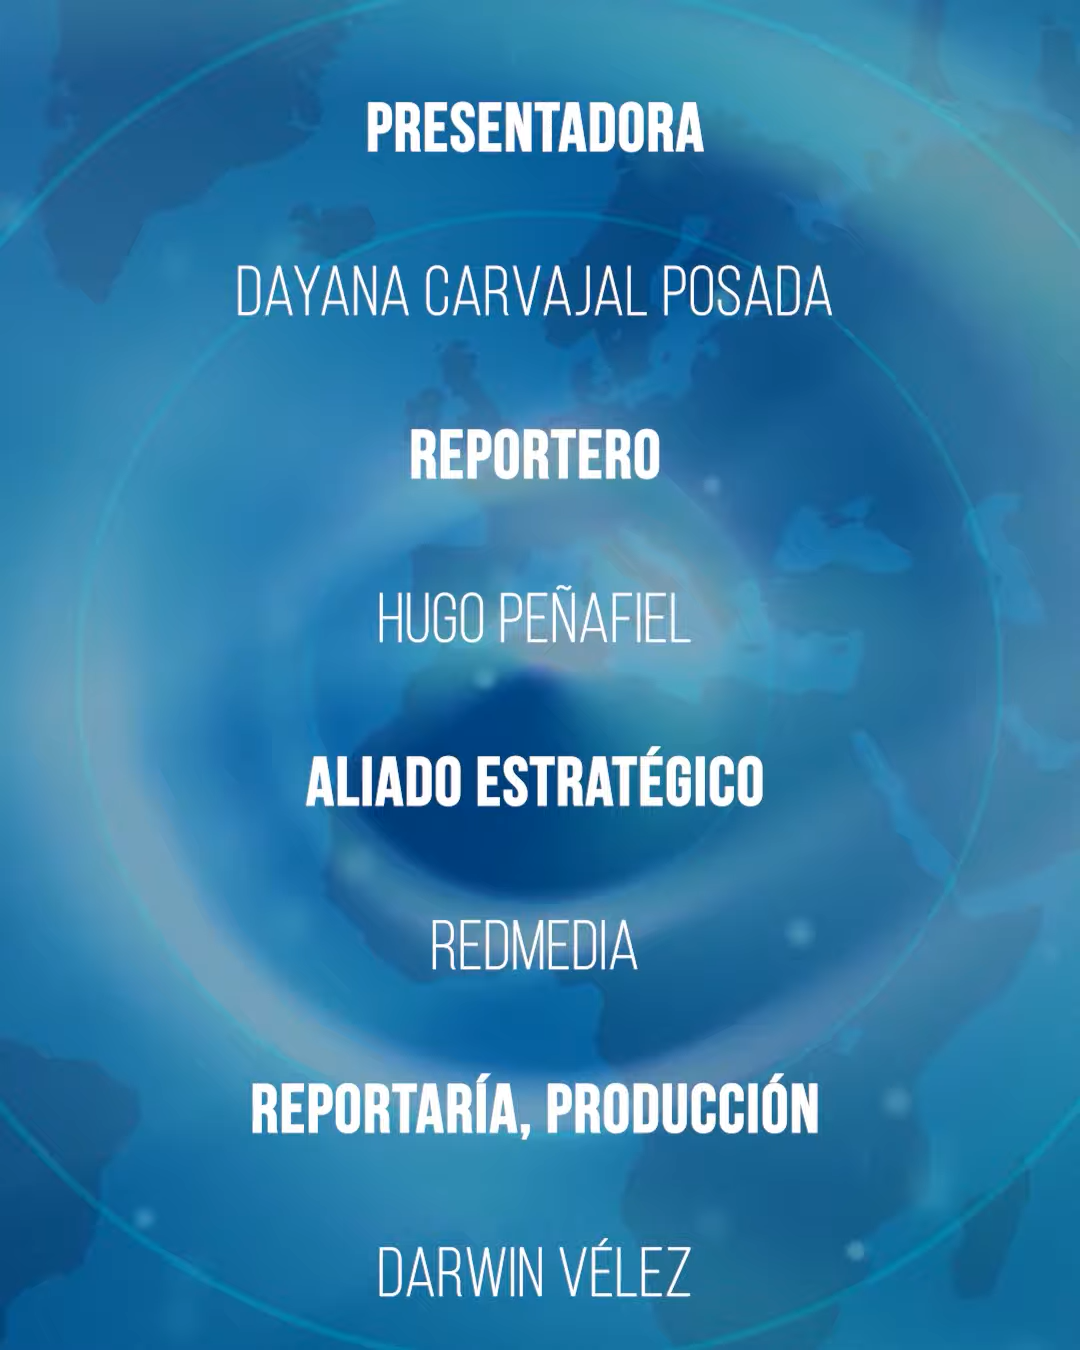 PRESENTADORA
DAYANA CARVAJAL POSADA
REPORTERO
HUGO PEÑAFIEL
ALIADO ESTRATÉGICO
REDMEDIA
REPORTARÍA, PRODUCCIÓN
DARWIN VÉLEZ